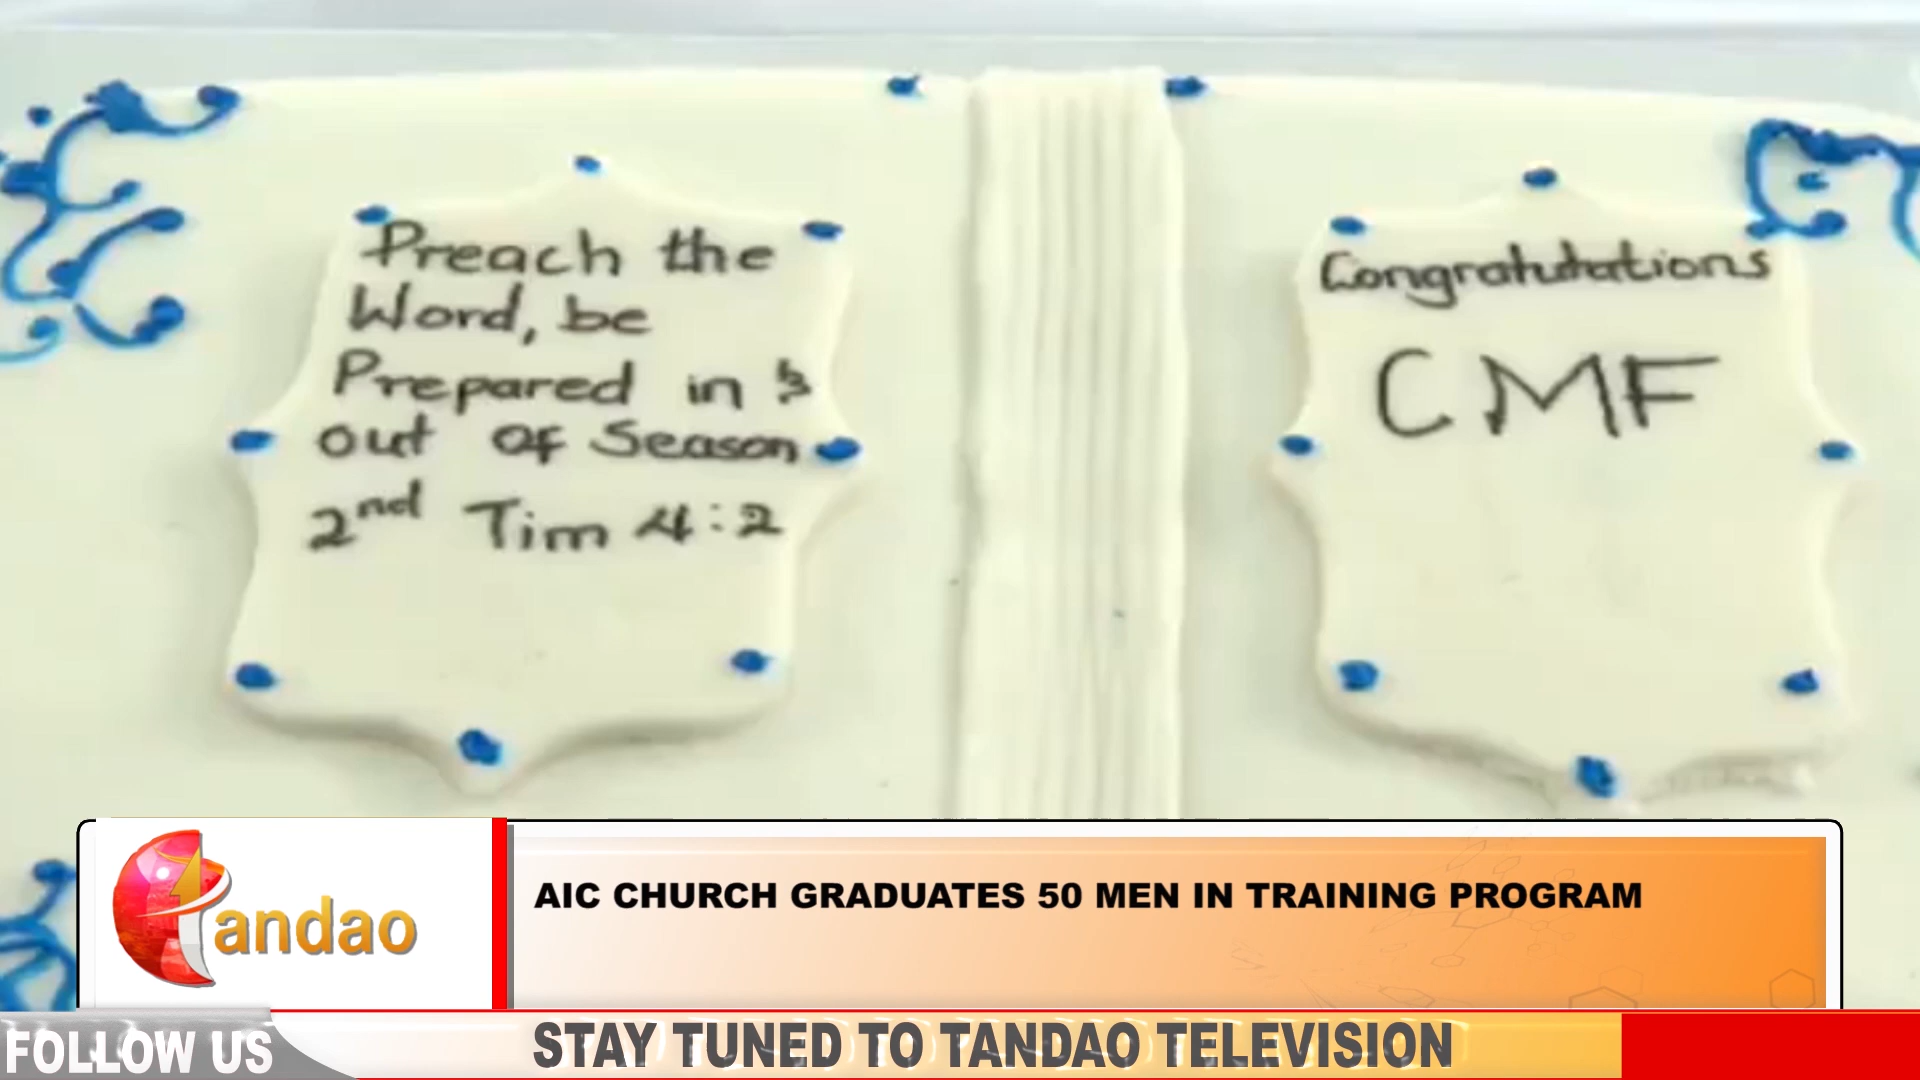 Preach the
Word, be
Prepared in &
out of Season
2nd Tim 4:2
Congratulations
CMF
Tandao
AIC CHURCH GRADUATES 50 MEN IN TRAINING PROGRAM
FOLLOW US
STAY TUNED TO TANDAO TELEVISION